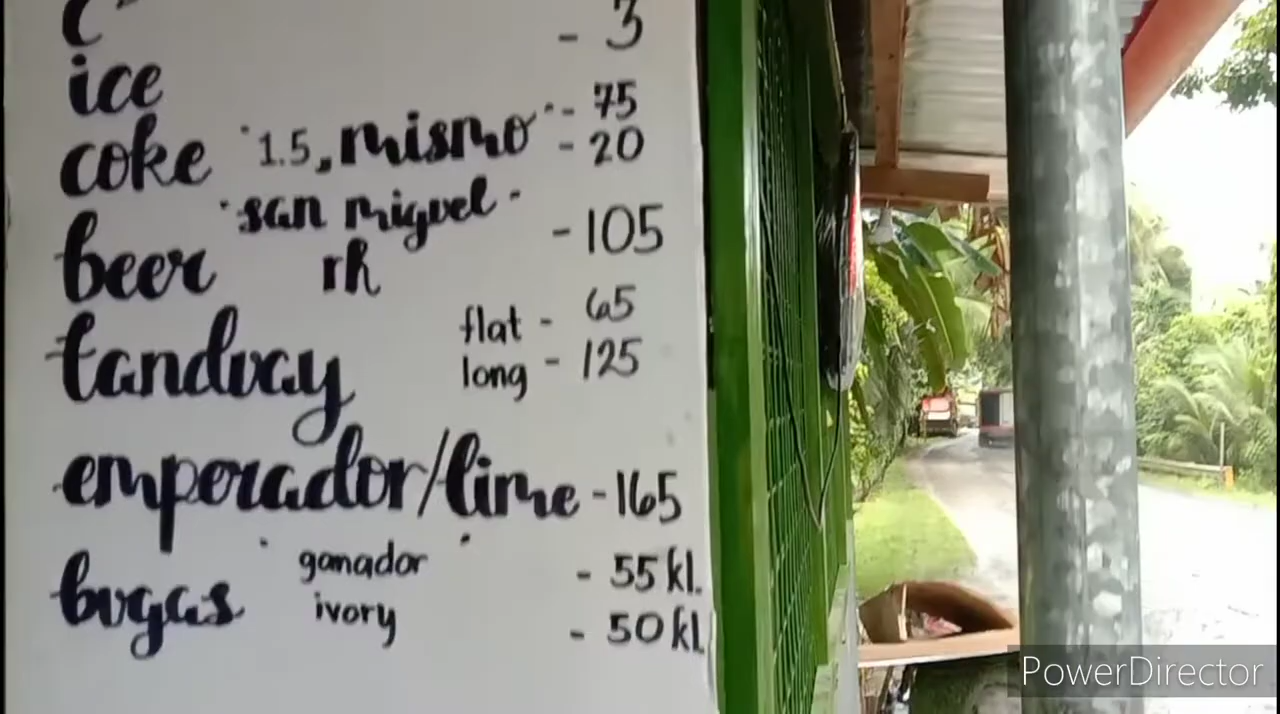 ice - 3
coke "1.5, mismo" - 75
- 20
beer "san miguel" - 105
rh
tanduay flat - 65
long - 125
emperador/lime - 165
bugas "ganador" - 55 kl.
ivory - 50 kl.
PowerDirector